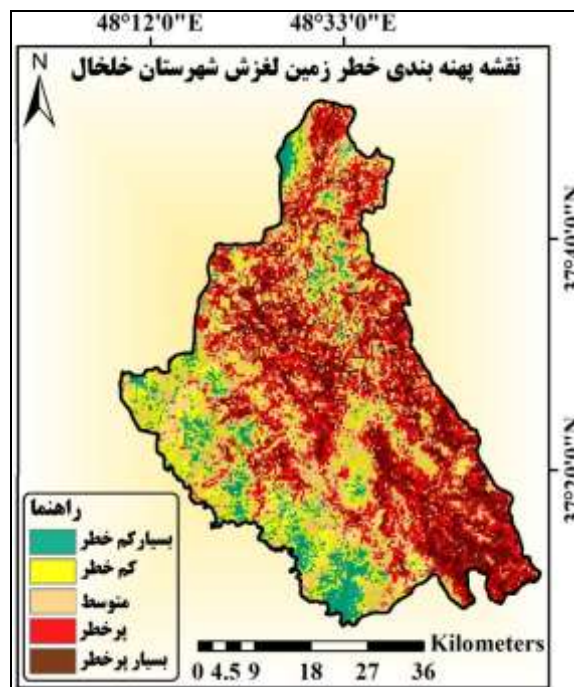 48°12'0"E 48°33'0"E
N
نقشه پهنه بندی خطر زمین لغزش شهرستان خلخال
37°40'0"N
37°20'0"N
راهنما
بسیارکم خطر
کم خطر
متوسط
پرخطر
بسیار پرخطر
Kilometers
0 4.5 9 18 27 36